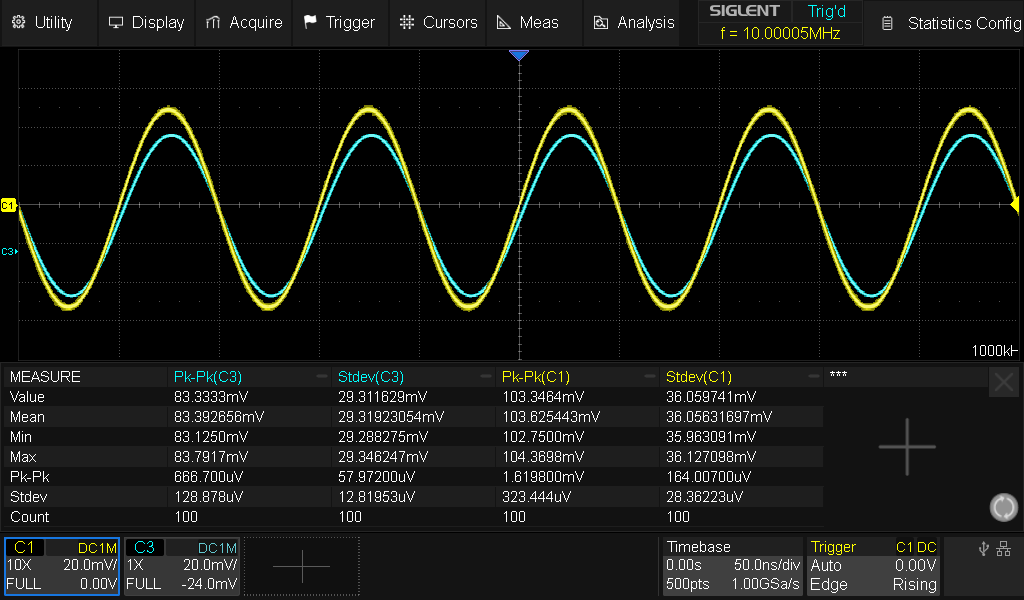 Utility Display Acquire Trigger Cursors Meas Analysis SIGLENT Trig'd Statistics Config
f = 10.00005MHz
C1
C3
1000kH
MEASURE Pk-Pk(C3) Stdev(C3) Pk-Pk(C1) Stdev(C1) ***
Value 83.3333mV 29.311629mV 103.3464mV 36.059741mV
Mean 83.392656mV 29.31923054mV 103.625443mV 36.05631697mV
Min 83.1250mV 29.288275mV 102.7500mV 35.963091mV
Max 83.7917mV 29.346247mV 104.3698mV 36.127098mV
Pk-Pk 666.700uV 57.97200uV 1.619800mV 164.00700uV
Stdev 128.878uV 12.81953uV 323.444uV 28.36223uV
Count 100 100 100 100
C1 DC1M C3 DC1M Timebase Trigger C1 DC
10X 20.0mV/ 1X 20.0mV/ 0.00s 50.0ns/div Auto 0.00V
FULL 0.00V FULL -24.0mV 500pts 1.00GSa/s Edge Rising